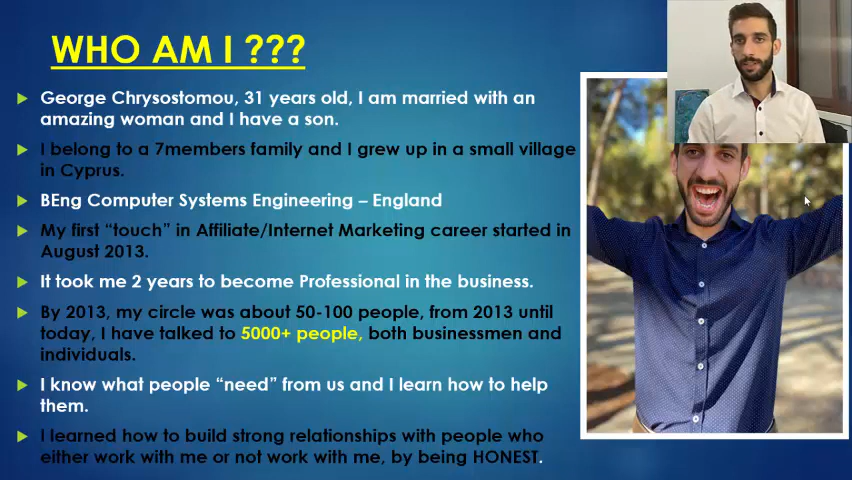 WHO AM I ???
George Chrysostomou, 31 years old, I am married with an
amazing woman and I have a son.
I belong to a 7members family and I grew up in a small village
in Cyprus.
BEng Computer Systems Engineering – England
My first “touch” in Affiliate/Internet Marketing career started in
August 2013.
It took me 2 years to become Professional in the business.
By 2013, my circle was about 50-100 people, from 2013 until
today, I have talked to 5000+ people, both businessmen and
individuals.
I know what people “need” from us and I learn how to help
them.
I learned how to build strong relationships with people who
either work with me or not work with me, by being HONEST.